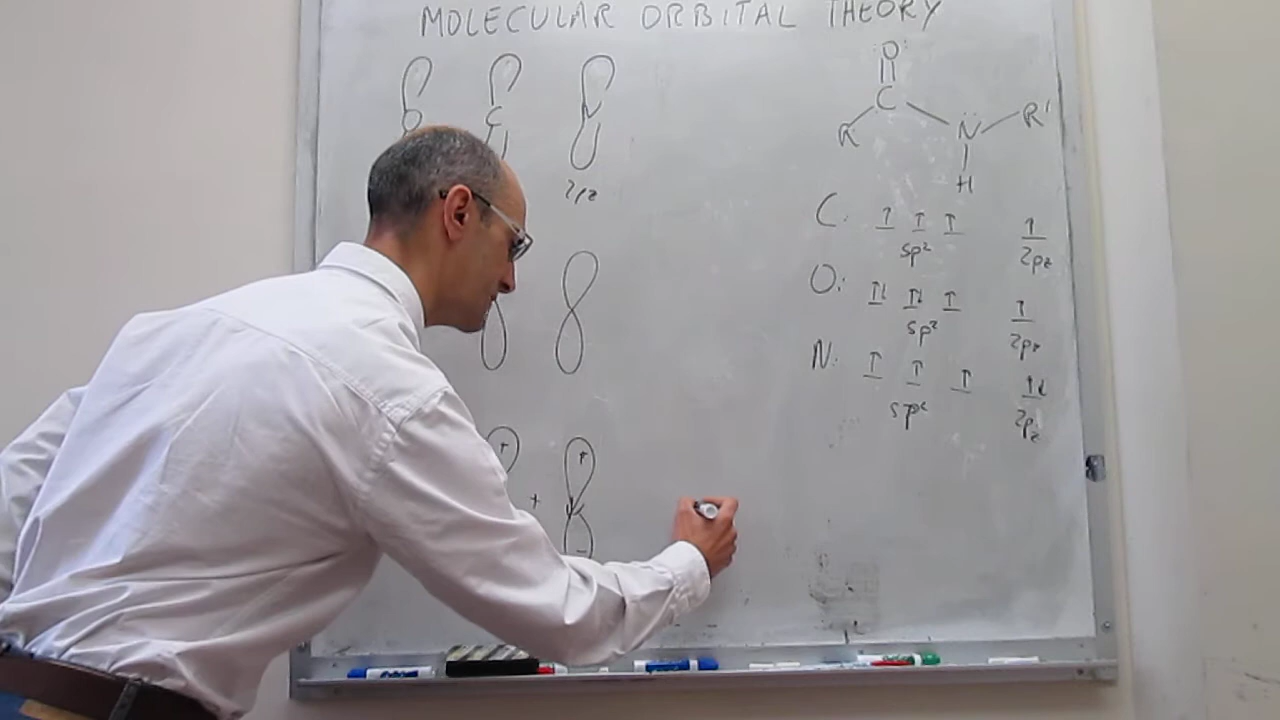 MOLECULAR ORBITAL THEORY
O C N
2pz
+ +
+ N
-
O
C
R N R'
H
C: ↑ ↑ ↑ ↑
sp² 2pz
O: ↑↓ ↑↓ ↑ ↑
sp² 2pz
N: ↑ ↑ ↑ ↑↓
sp² 2pz